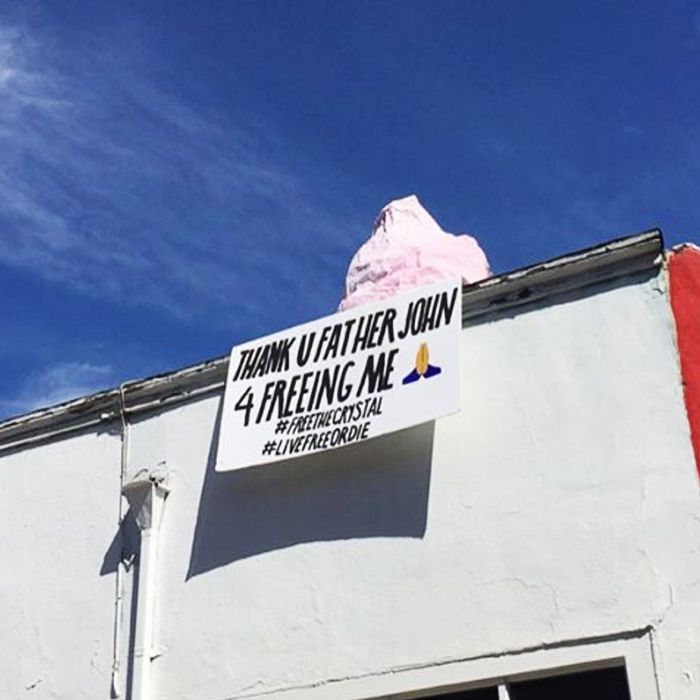 THANK U FATHER JOHN
4 FREEING ME 🙏
#FREETHECRYSTAL
#LIVEFREEORDIE